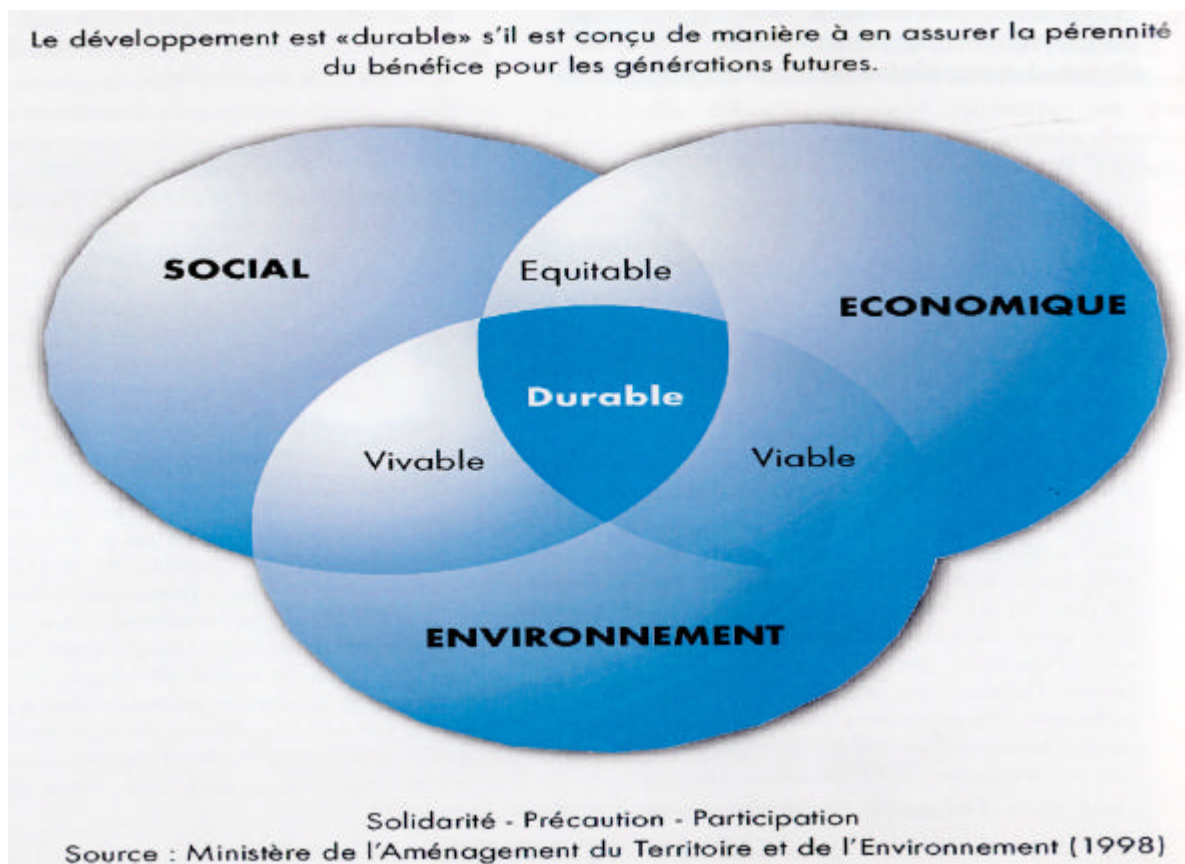 Le développement est «durable» s'il est conçu de manière à en assurer la pérennité
du bénéfice pour les générations futures.
SOCIAL
Equitable
ECONOMIQUE
Durable
Vivable
Viable
ENVIRONNEMENT
Solidarité - Précaution - Participation
Source : Ministère de l'Aménagement du Territoire et de l'Environnement (1998)